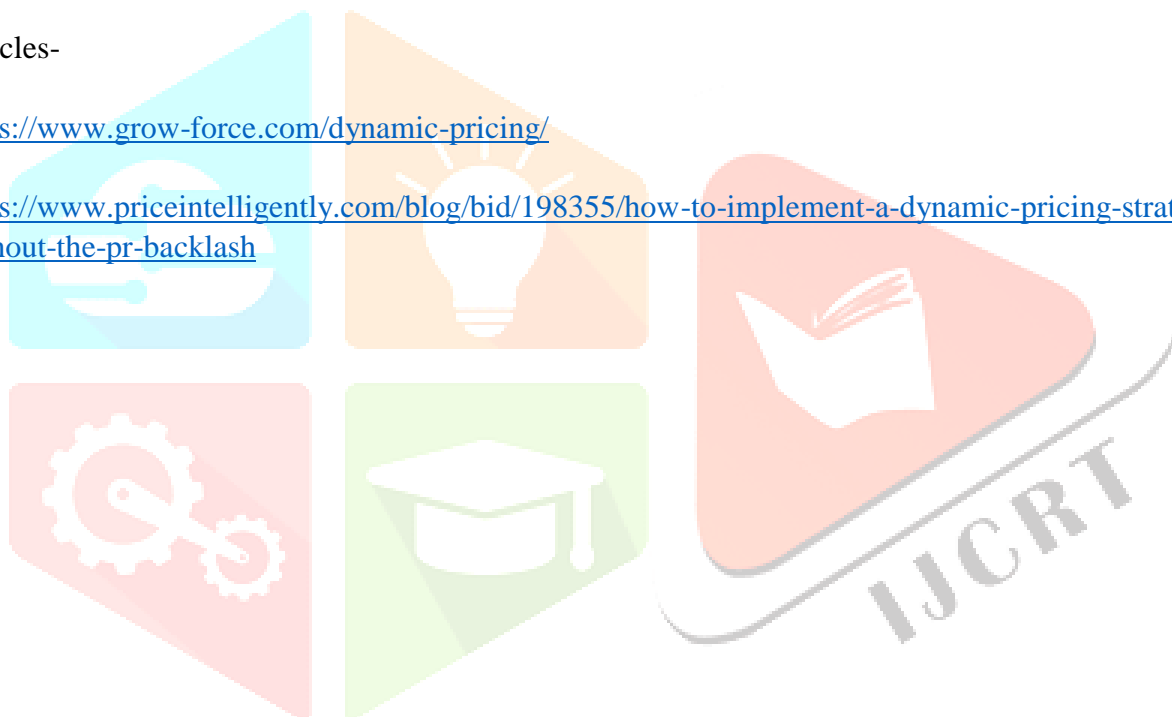 cles-
s://www.grow-force.com/dynamic-pricing/
s://www.priceintelligently.com/blog/bid/198355/how-to-implement-a-dynamic-pricing-strat
hout-the-pr-backlash
IJCRT